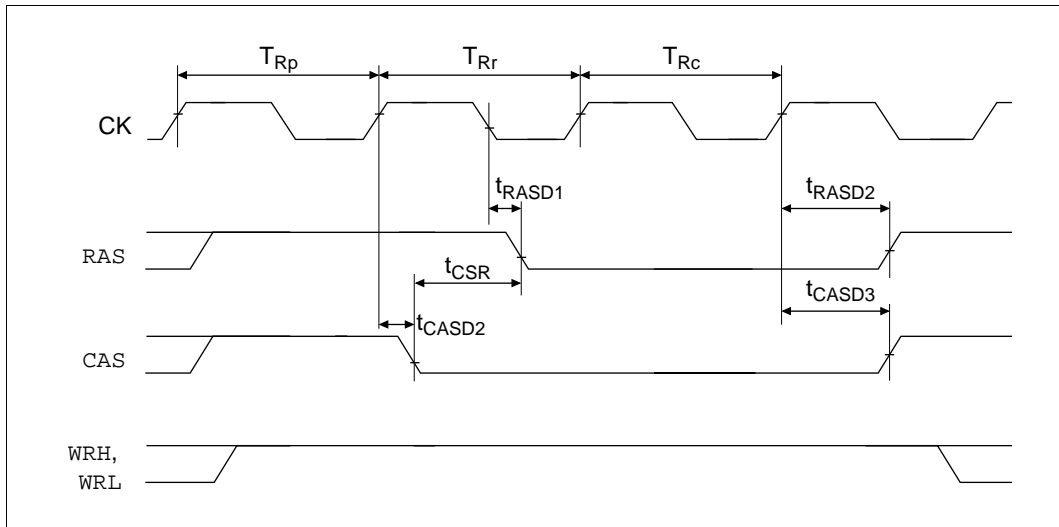 TRp TRr TRc
CK
tRASD1 tRASD2
RAS
tCSR
tCASD3
tCASD2
CAS
WRH,
WRL